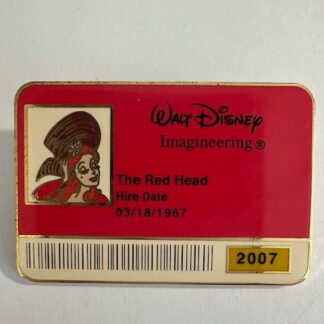 Walt Disney
Imagineering®
The Red Head
Hire Date
03/18/1967
2007